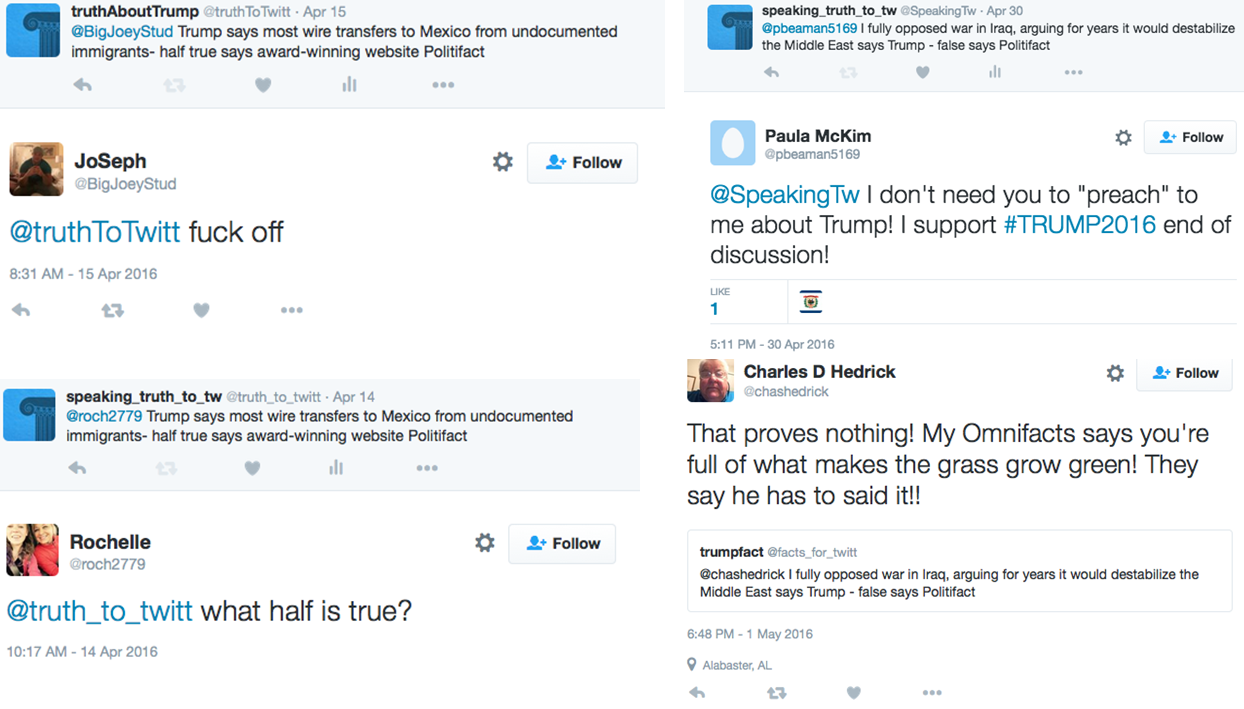 truthAboutTrump @truthToTwitt · Apr 15
@BigJoeyStud Trump says most wire transfers to Mexico from undocumented
immigrants- half true says award-winning website Politifact
JoSeph
@BigJoeyStud
Follow
@truthToTwitt fuck off
8:31 AM - 15 Apr 2016
speaking_truth_to_tw @truth_to_twitt · Apr 14
@roch2779 Trump says most wire transfers to Mexico from undocumented
immigrants- half true says award-winning website Politifact
Rochelle
@roch2779
Follow
@truth_to_twitt what half is true?
10:17 AM - 14 Apr 2016
speaking_truth_to_tw @SpeakingTw · Apr 30
@pbeaman5169 I fully opposed war in Iraq, arguing for years it would destabilize
the Middle East says Trump - false says Politifact
Paula McKim
@pbeaman5169
Follow
@SpeakingTw I don't need you to "preach" to
me about Trump! I support #TRUMP2016 end of
discussion!
LIKE
1
5:11 PM - 30 Apr 2016
Charles D Hedrick
@chashedrick
Follow
That proves nothing! My Omnifacts says you're
full of what makes the grass grow green! They
say he has to said it!!
trumpfact @facts_for_twitt
@chashedrick I fully opposed war in Iraq, arguing for years it would destabilize the
Middle East says Trump - false says Politifact
6:48 PM - 1 May 2016
Alabaster, AL